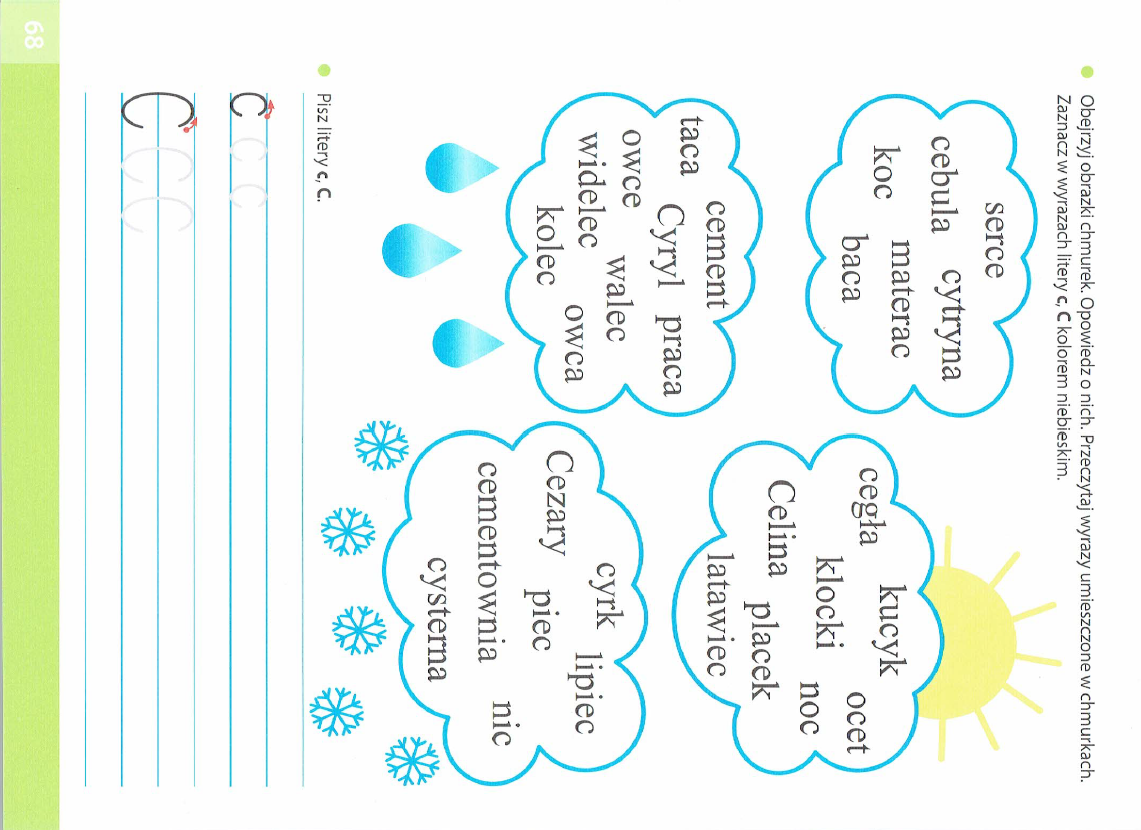 Obejrzyj obrazki chmurek. Opowiedz o nich. Przeczytaj wyrazy umieszczone w chmurkach.
Zaznacz w wyrazach litery c, C kolorem niebieskim.
serce
cebula cytryna
koc materac
baca
kucyk
cegła ocet
klocki noc
Celina placek
latawiec
taca cement
Cyryl praca
owce walec
widelec owca
kolec
cyrk lipiec
Cezary piec
cementownia nic
cysterna
Pisz litery c, C.
c c c
C C C
68